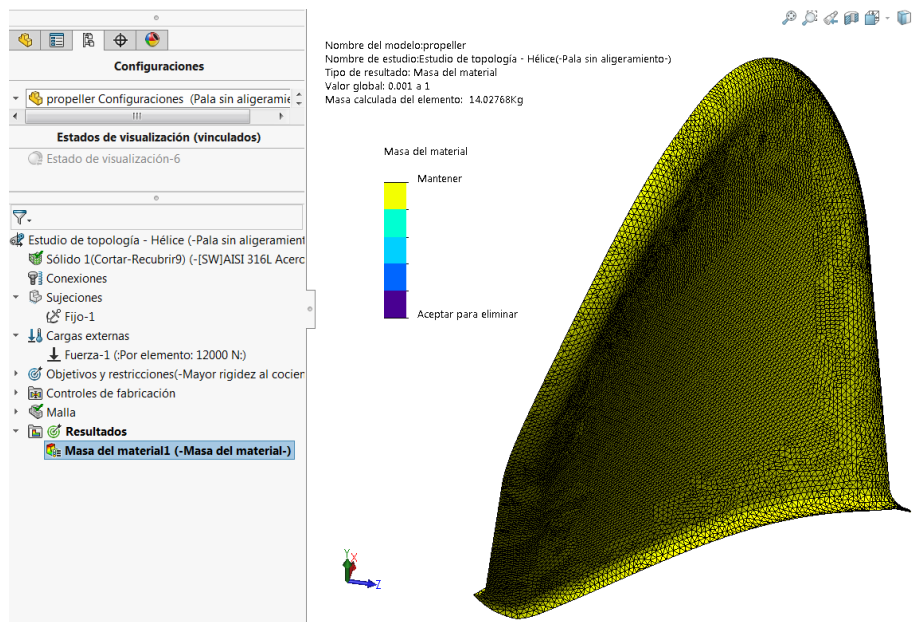 Configuraciones
propeller Configuraciones (Pala sin aligeramie
Estados de visualización (vinculados)
Estado de visualización-6
Estudio de topología - Hélice (-Pala sin aligeramient
Sólido 1(Cortar-Recubrir9) (-[SW]AISI 316L Acerc
Conexiones
Sujeciones
Fijo-1
Cargas externas
Fuerza-1 (:Por elemento: 12000 N:)
Objetivos y restricciones(-Mayor rigidez al cocier
Controles de fabricación
Malla
Resultados
Masa del material1 (-Masa del material-)
Nombre del modelo:propeller
Nombre de estudio:Estudio de topología - Hélice(-Pala sin aligeramiento-)
Tipo de resultado: Masa del material
Valor global: 0.001 a 1
Masa calculada del elemento: 14.02768Kg
Masa del material
Mantener
Aceptar para eliminar
Y
X
Z